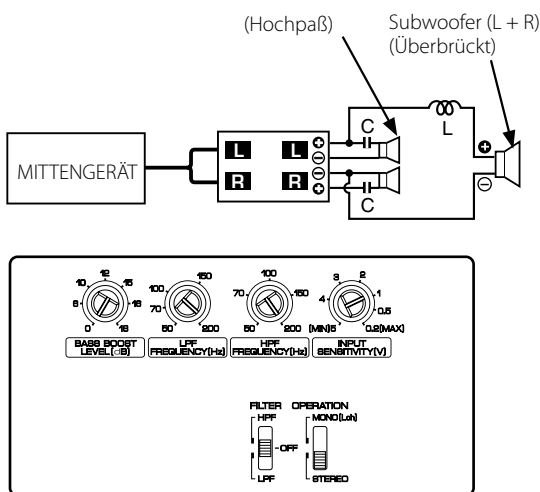 (Hochpaß)
Subwoofer (L + R)
(Überbrückt)
MITTENGERÄT
L L ⊕
⊖
R R ⊖
⊕
C
C
L
⊕
⊖
0 6 10 12 15 18 18
BASS BOOST
LEVEL(dB)
50 70 100 150 200
LPF
FREQUENCY(Hz)
50 70 100 150 200
HPF
FREQUENCY(Hz)
(MIN)5 4 3 2 1 0.5 0.2(MAX)
INPUT
SENSITIVITY(V)
FILTER OPERATION
HPF MONO(Lch)
OFF
LPF STEREO